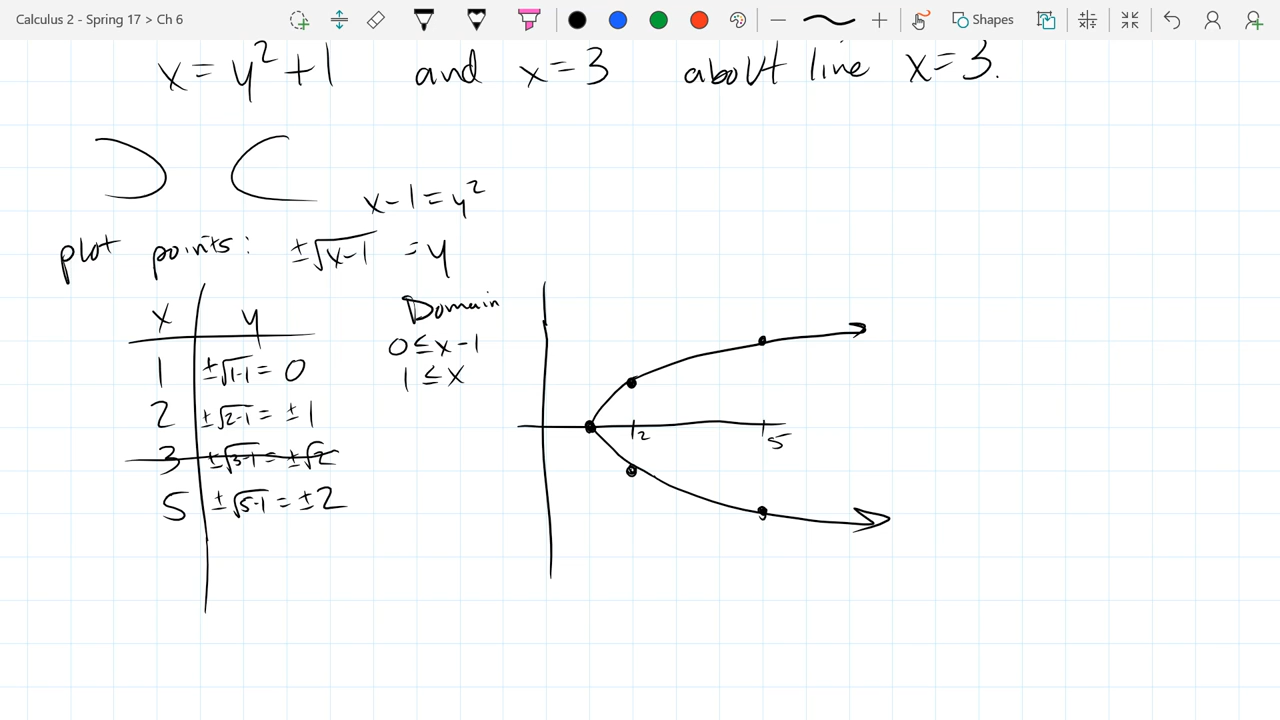 Calculus 2 - Spring 17 > Ch 6
Shapes
x = y² + 1 and x = 3 about line x = 3.
x-1 = y²
plot points: ±√x-1 = y
x y
1 ±√1-1 = 0
2 ±√2-1 = ±1
3 ±√3-1 = ±√2
5 ±√5-1 = ±2
Domain
0 ≤ x-1
1 ≤ x
2
5